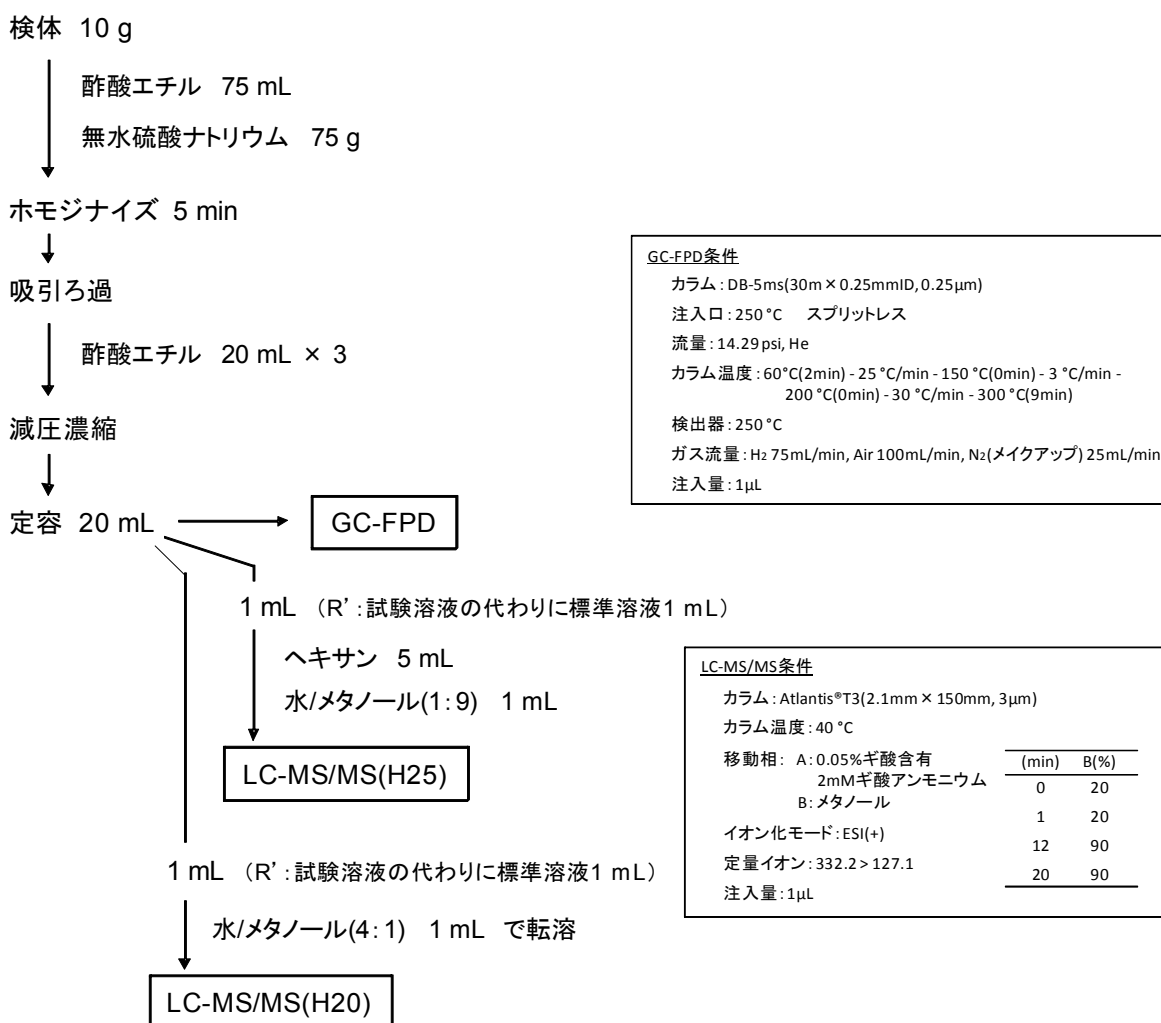 検体 10 g
酢酸エチル 75 mL
無水硫酸ナトリウム 75 g
ホモジナイズ 5 min
吸引ろ過
酢酸エチル 20 mL × 3
減圧濃縮
定容 20 mL
GC-FPD
1 mL (R’:試験溶液の代わりに標準溶液1 mL)
ヘキサン 5 mL
水/メタノール(1:9) 1 mL
LC-MS/MS(H25)
1 mL (R’:試験溶液の代わりに標準溶液1 mL)
水/メタノール(4:1) 1 mL で転溶
LC-MS/MS(H20)
GC-FPD条件
カラム:DB-5ms(30m×0.25mmID,0.25μm)
注入口:250℃ スプリットレス
流量:14.29psi, He
カラム温度:60℃(2min) - 25 ℃/min - 150 ℃(0min) - 3 ℃/min -
200 ℃(0min) - 30 ℃/min - 300 ℃(9min)
検出器:250℃
ガス流量:H₂ 75mL/min, Air 100mL/min, N₂(メイクアップ) 25mL/min
注入量:1μL
LC-MS/MS条件
カラム:Atlantis®T3(2.1mm×150mm, 3μm)
カラム温度:40 ℃
移動相: A:0.05%ギ酸含有
2mMギ酸アンモニウム
B:メタノール
イオン化モード:ESI(+)
定量イオン:332.2>127.1
注入量:1μL
(min) B(%)
0 20
1 20
12 90
20 90